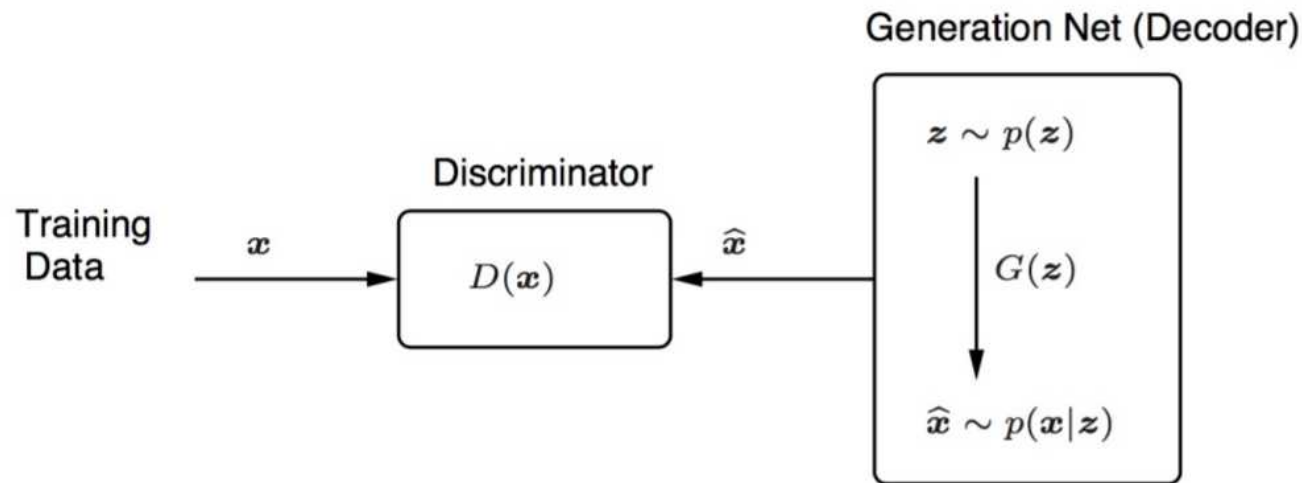 Generation Net (Decoder)
z ∼ p(z)
Discriminator
Training
Data
x
D(x)
x̂
G(z)
x̂ ∼ p(x|z)